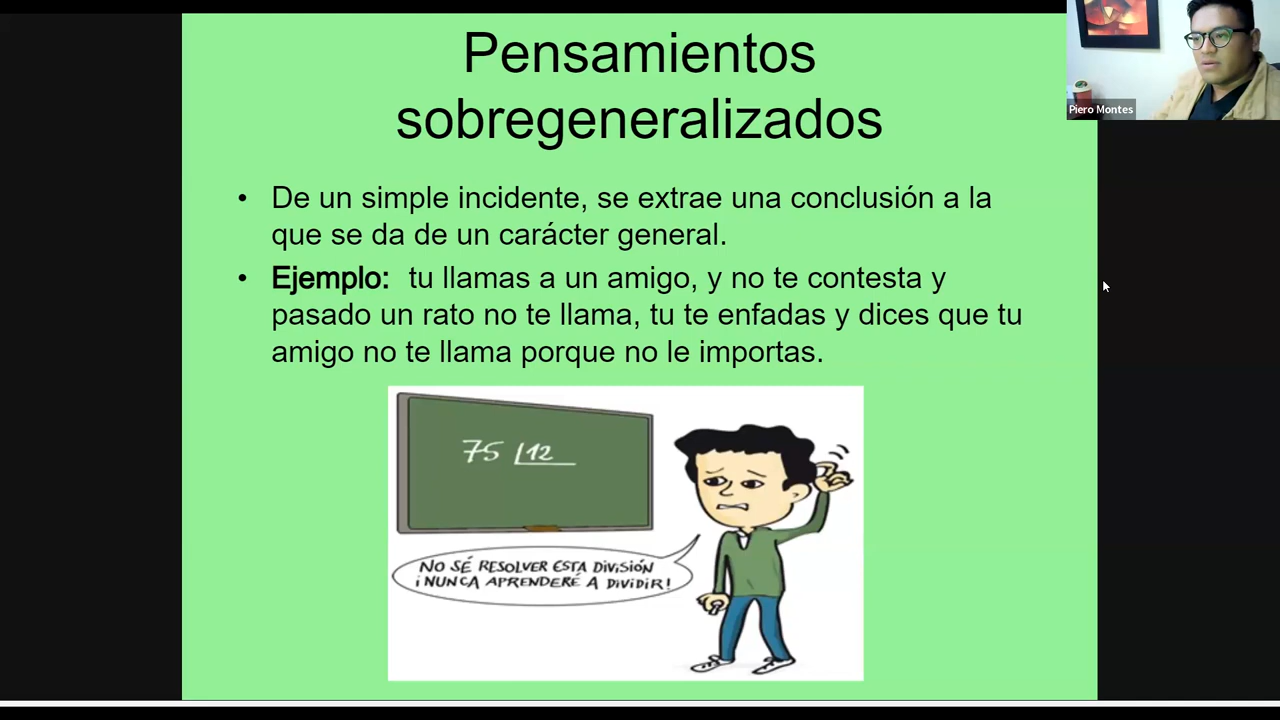 Pensamientos
sobregeneralizados
Piero Montes
• De un simple incidente, se extrae una conclusión a la
que se da de un carácter general.
• Ejemplo: tu llamas a un amigo, y no te contesta y
pasado un rato no te llama, tu te enfadas y dices que tu
amigo no te llama porque no le importas.
75 12
NO SÉ RESOLVER ESTA DIVISIÓN
¡NUNCA APRENDERÉ A DIVIDIR!